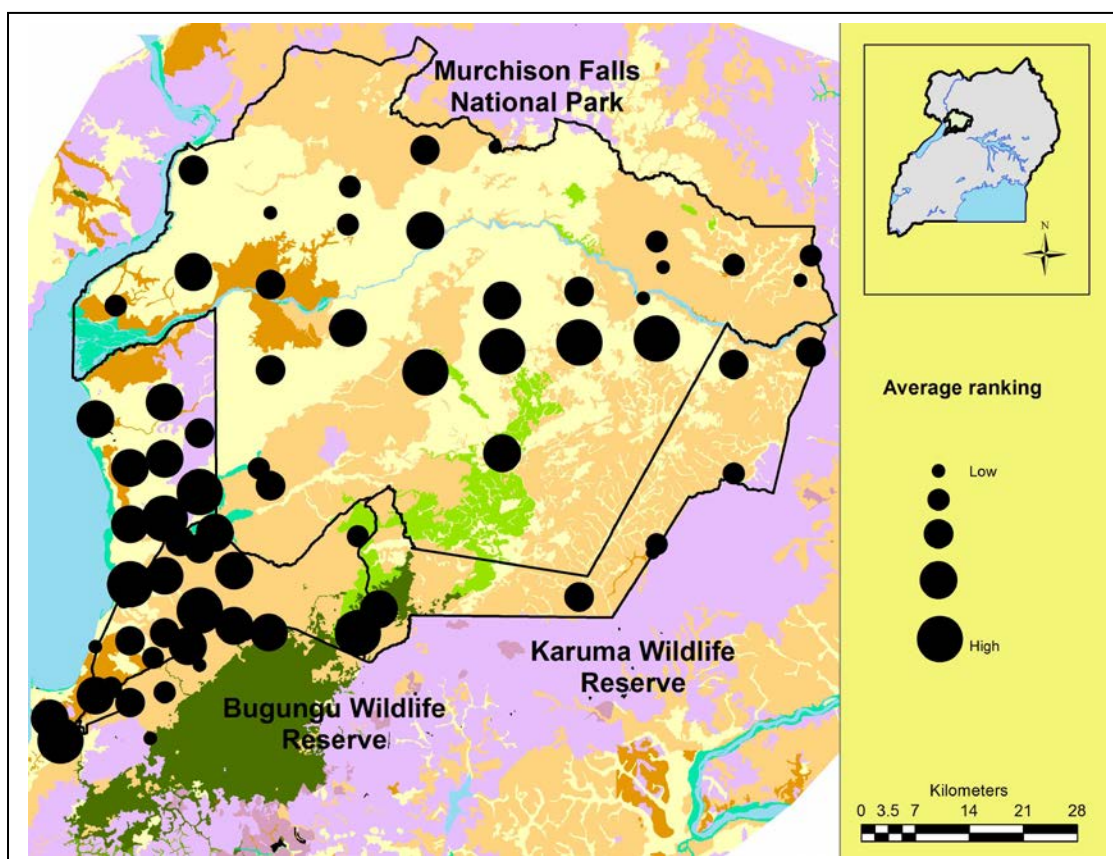 Murchison Falls
National Park
N
Average ranking
Low
High
Karuma Wildlife
Reserve
Bugungu Wildlife
Reserve
Kilometers
0 3.5 7 14 21 28